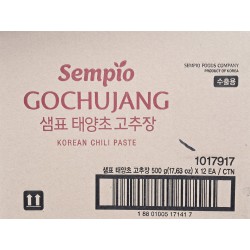 SEMPIO FOODS COMPANY
PRODUCT OF KOREA
수출용
Sempio
GOCHUJANG
샘표 태양초 고추장
KOREAN CHILI PASTE
1017917
샘표 태양초 고추장 500 g(17.63 oz) X 12 EA / CTN
1 88 01005 17141 7